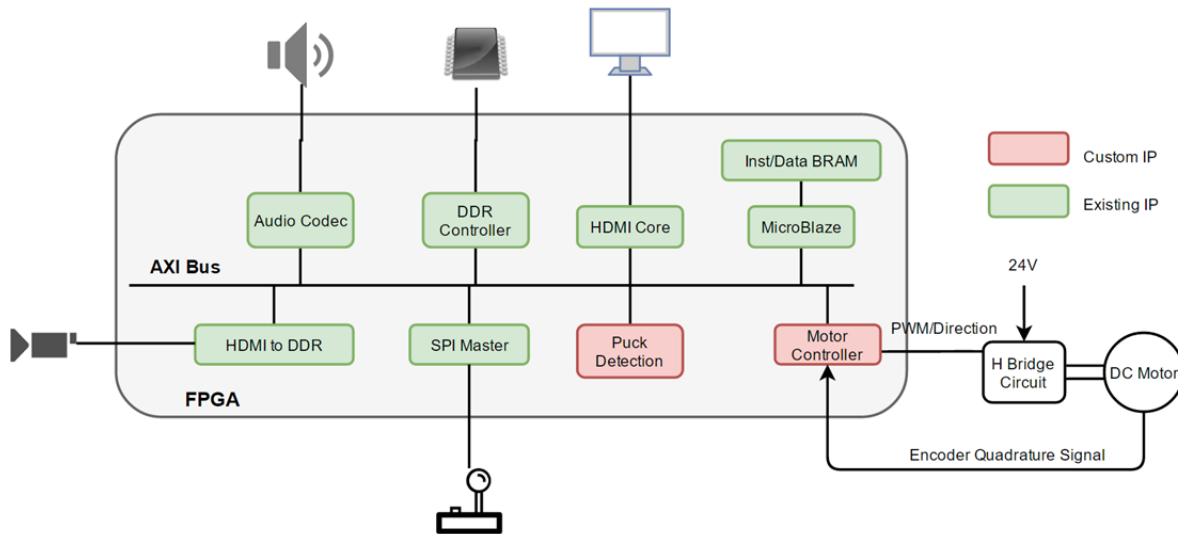 Inst/Data BRAM
Custom IP
Existing IP
Audio Codec
DDR
Controller
HDMI Core
MicroBlaze
AXI Bus
24V
HDMI to DDR
SPI Master
Puck
Detection
Motor
Controller
PWM/Direction
H Bridge
Circuit
DC Motor
FPGA
Encoder Quadrature Signal